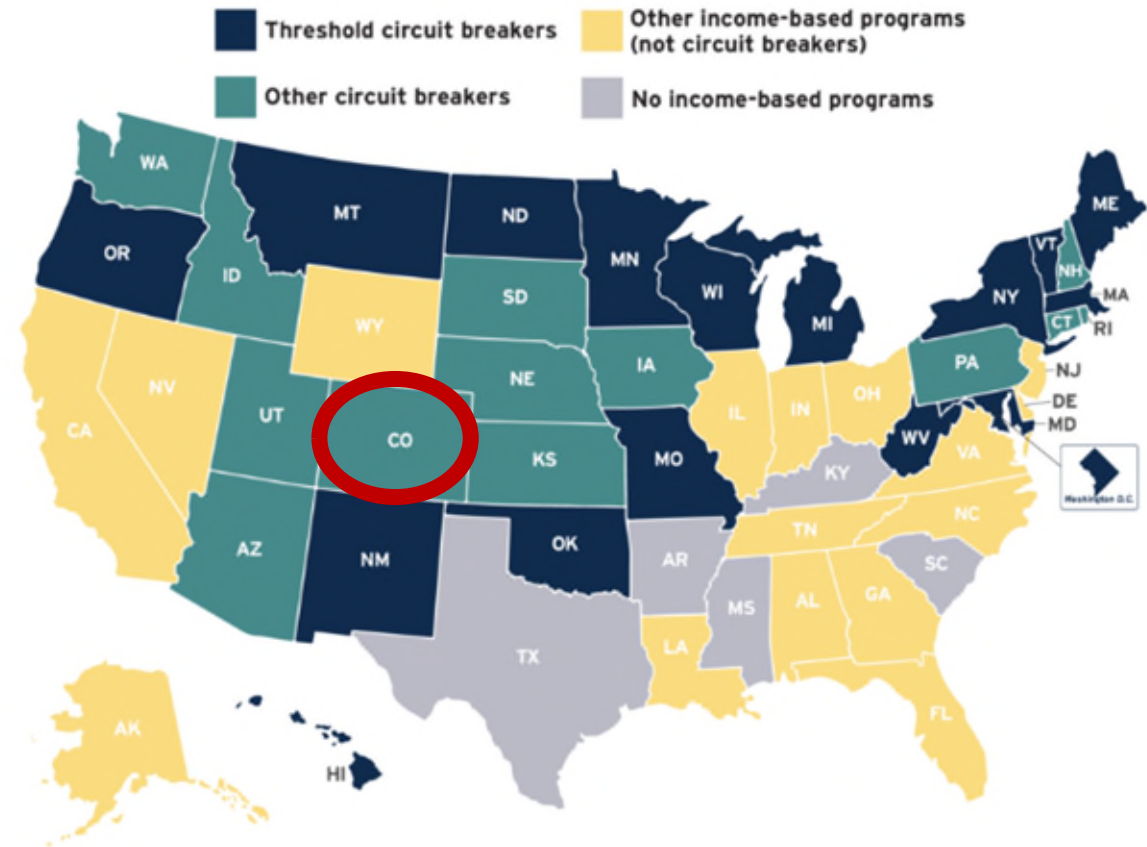 Threshold circuit breakers
Other income-based programs
(not circuit breakers)
Other circuit breakers
No income-based programs
WA
MT
ND
ME
OR
ID
MN
VT
NH
SD
WI
NY
MA
WY
MI
CT
RI
NV
NE
IA
PA
NJ
UT
CO
IL
IN
OH
DE
MD
CA
KS
MO
WV
VA
KY
Washington D.C.
AZ
NM
OK
TN
NC
AR
SC
MS
AL
GA
TX
LA
FL
AK
HI